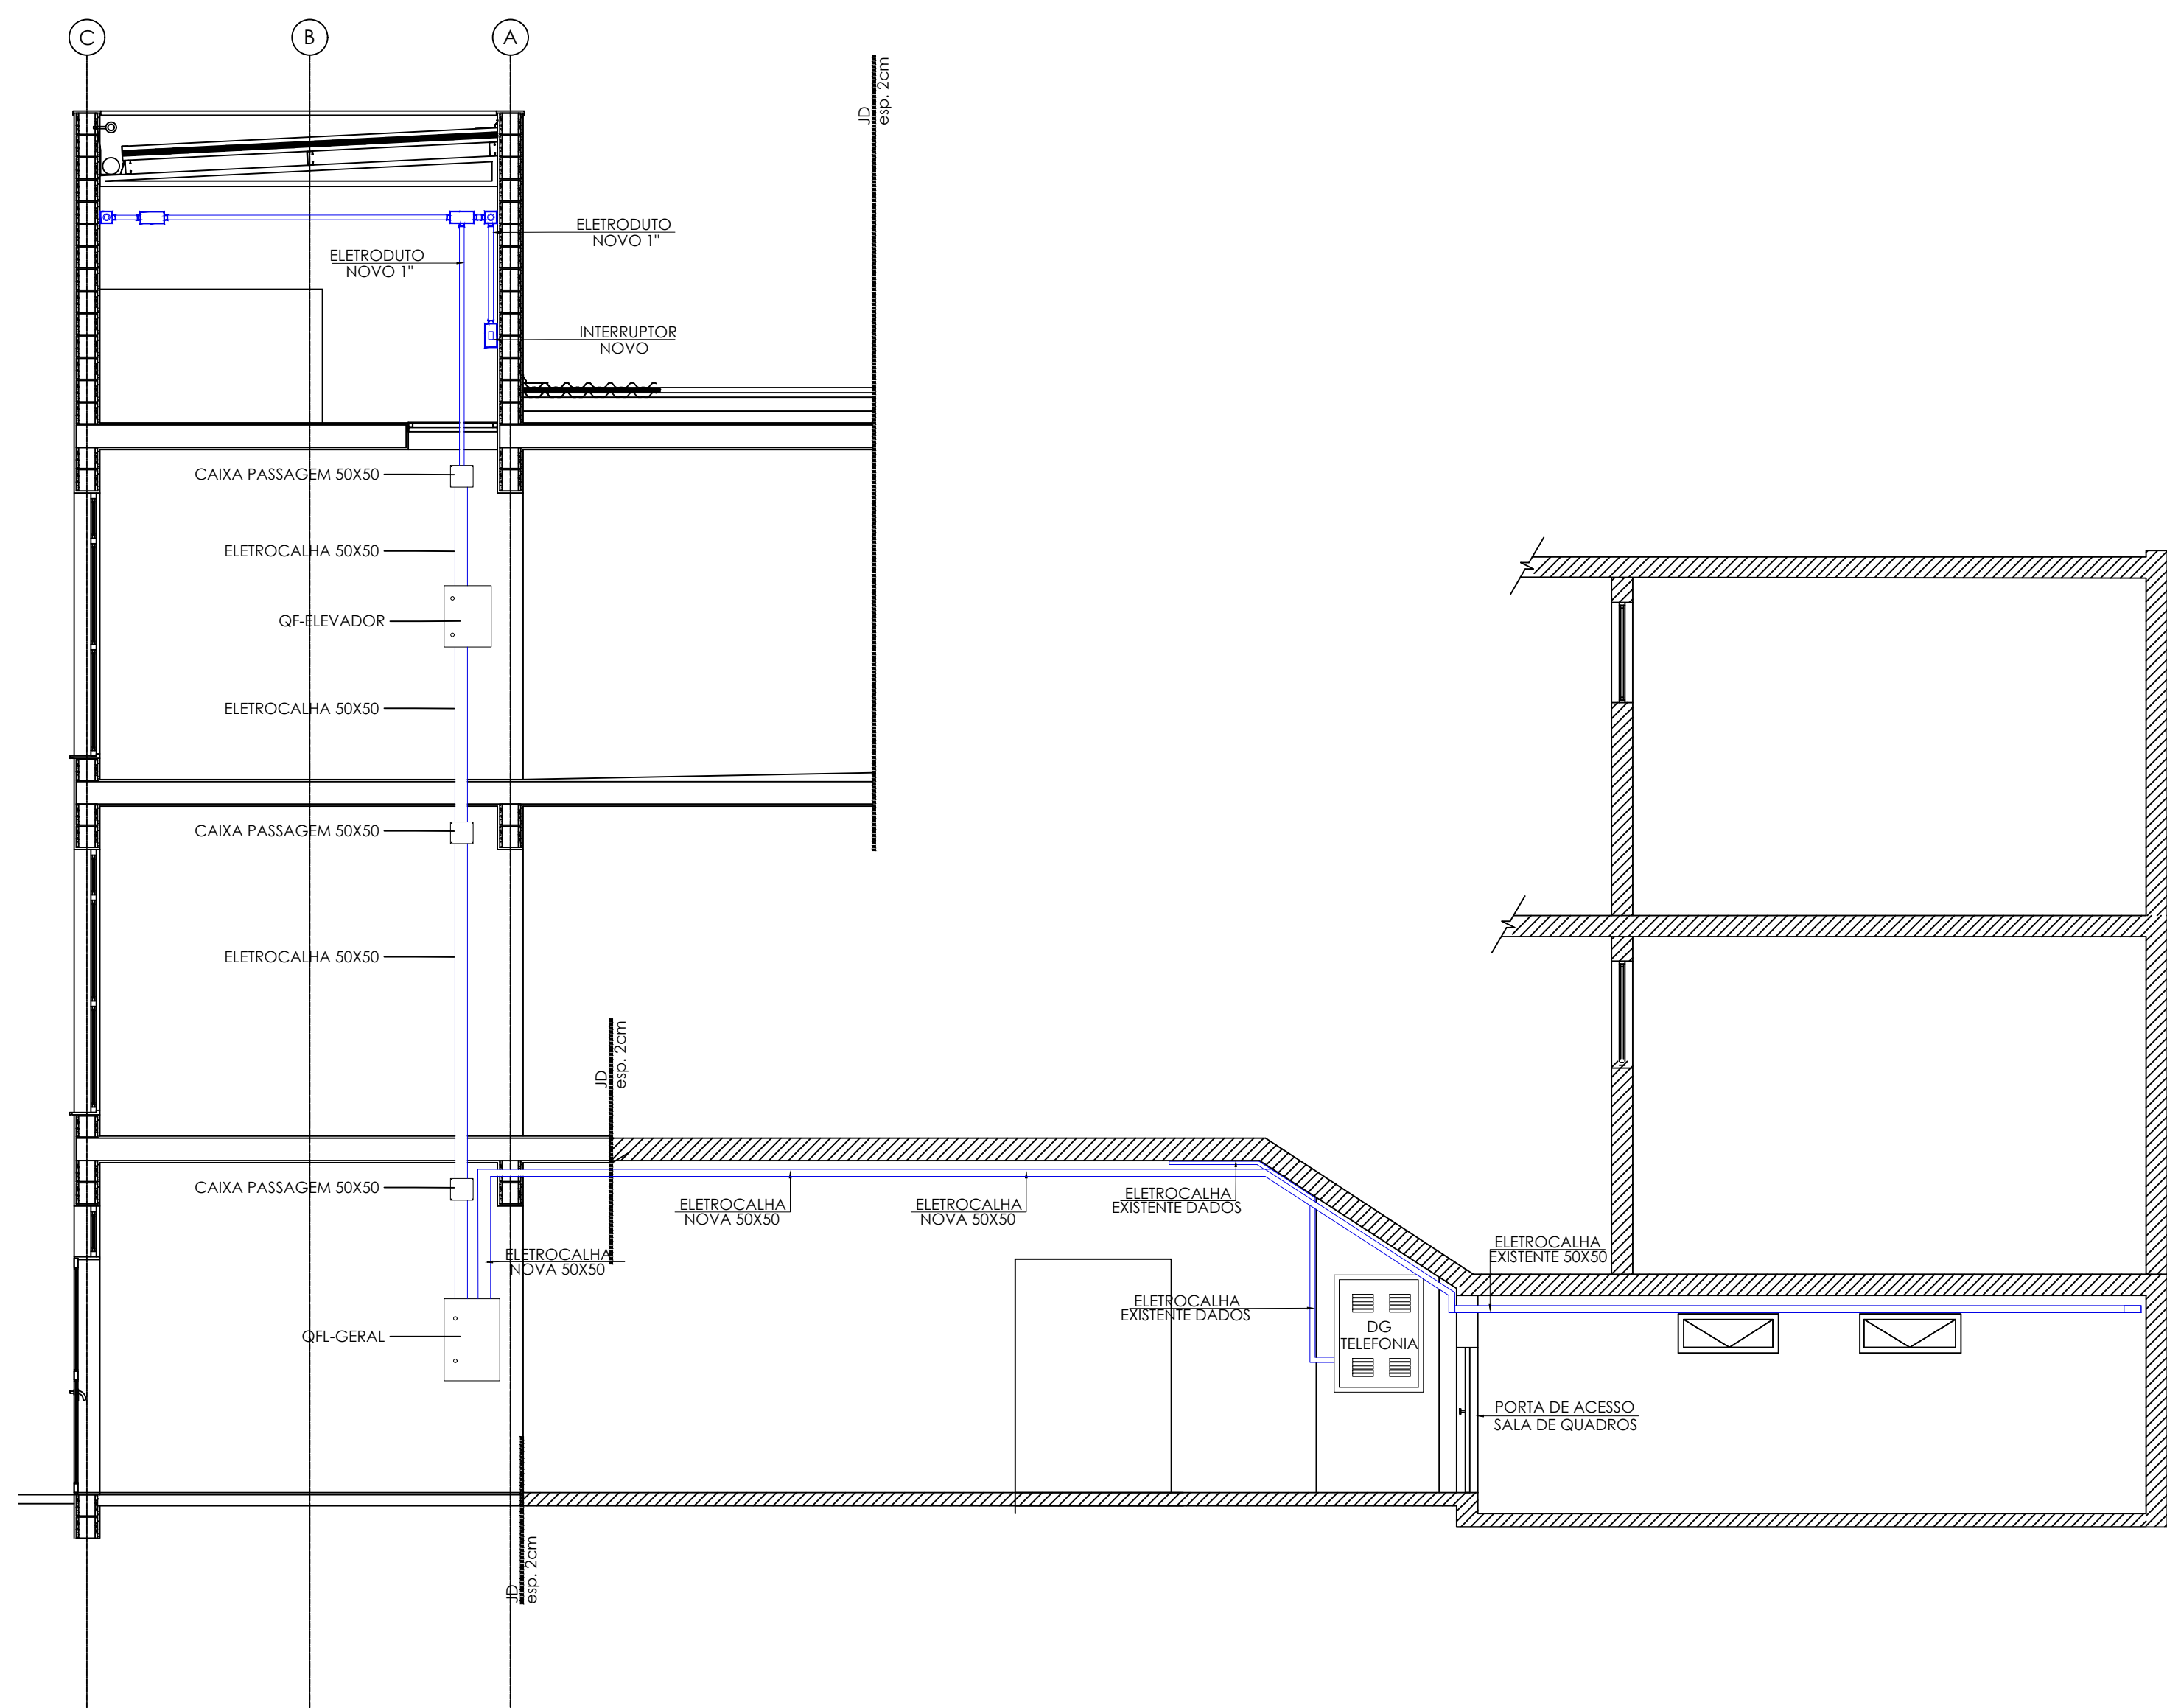 C
B
A
JD
esp. 2cm
ELETRODUTO
NOVO 1"
ELETRODUTO
NOVO 1"
INTERRUPTOR
NOVO
CAIXA PASSAGEM 50X50
ELETROCALHA 50X50
QF-ELEVADOR
ELETROCALHA 50X50
CAIXA PASSAGEM 50X50
ELETROCALHA 50X50
JD
esp. 2cm
CAIXA PASSAGEM 50X50
ELETROCALHA
NOVA 50X50
ELETROCALHA
NOVA 50X50
ELETROCALHA
EXISTENTE DADOS
ELETROCALHA
NOVA 50X50
ELETROCALHA
EXISTENTE 50X50
ELETROCALHA
EXISTENTE DADOS
QFL-GERAL
DG
TELEFONIA
PORTA DE ACESSO
SALA DE QUADROS
JD
esp. 2cm